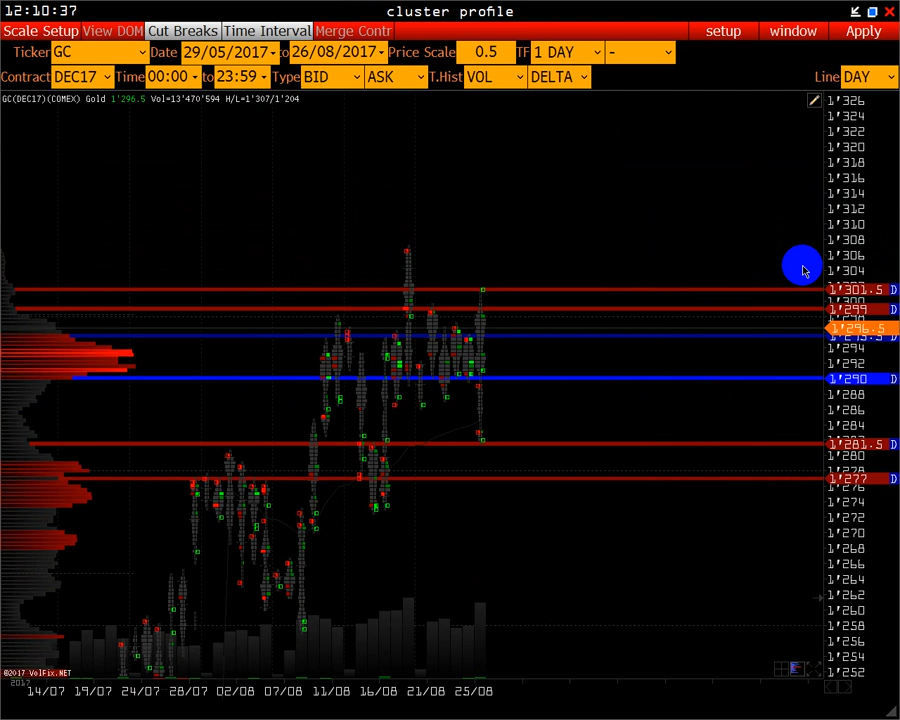 12:10:37 cluster profile
Scale Setup View DOM Cut Breaks Time Interval Merge Contr setup window Apply
Ticker GC Date 29/05/2017 to 26/08/2017 Price Scale 0.5 TF 1 DAY -
Contract DEC17 Time 00:00 to 23:59 Type BID ASK T.Hist VOL DELTA Line DAY
GC(DEC17)(COMEX) Gold 1'296.5 Vol=13'470'594 H/L=1'307/1'204
1'326
1'324
1'322
1'320
1'318
1'316
1'314
1'312
1'310
1'308
1'306
1'304
1'301.5 D
1'300
1'299 D
1'296.5
D
1'294
1'292
1'290 D
1'288
1'286
1'284
1'281.5 D
1'280
1'278
1'277 D
1'276
1'274
1'272
1'270
1'268
1'266
1'264
1'262
1'260
1'258
1'256
1'254
1'252
©2017 VolFix.NET
2017
14/07 19/07 24/07 28/07 02/08 07/08 11/08 16/08 21/08 25/08